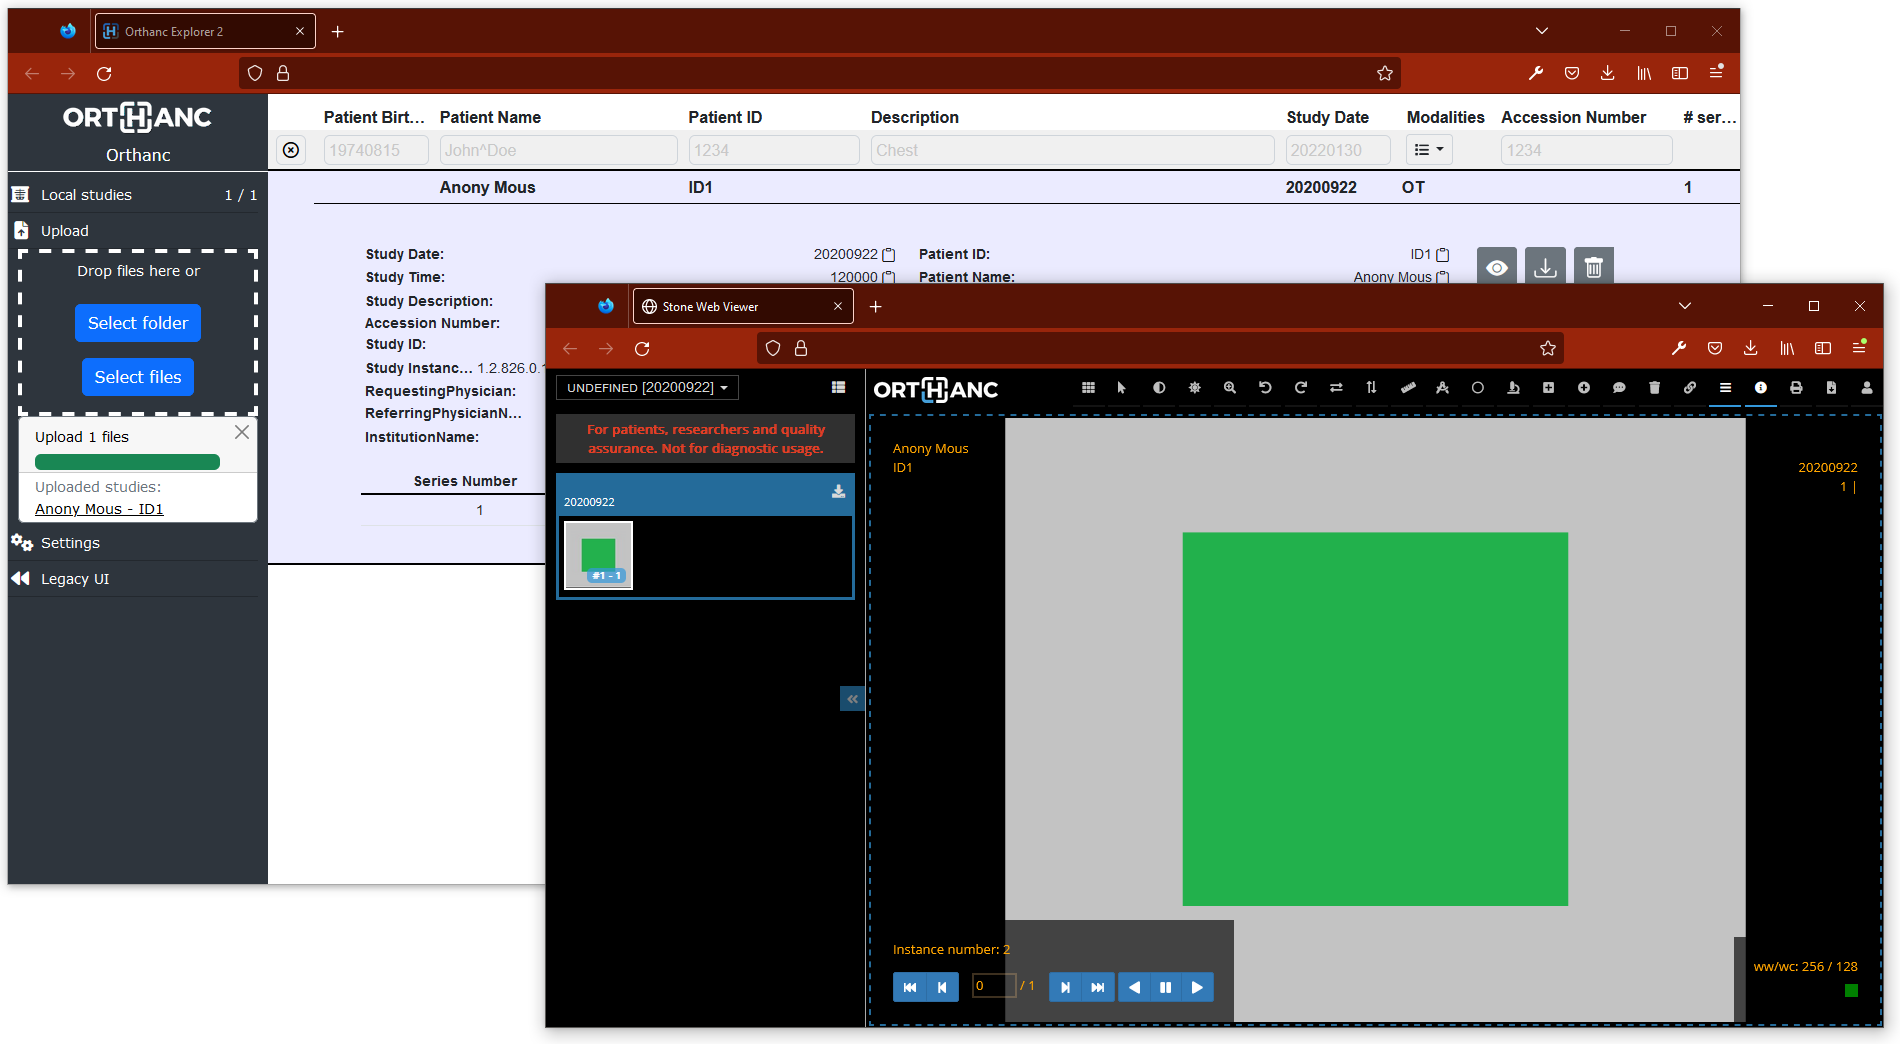 Orthanc Explorer 2
ORTHANC
Orthanc
Local studies 1 / 1
Upload
Drop files here or
Select folder
Select files
Upload 1 files
Uploaded studies:
Anony Mous - ID1
Settings
Legacy UI
Patient Birt... Patient Name Patient ID Description Study Date Modalities Accession Number # ser...
19740815 John^Doe 1234 Chest 20220130 1234
Anony Mous ID1 20200922 OT 1
Study Date: 20200922 Patient ID: ID1
Study Time: 120000 Patient Name: Anony Mous
Study Description:
Accession Number:
Study ID:
Study Instanc... 1.2.826.0.1
RequestingPhysician:
ReferringPhysicianN...
InstitutionName:
Series Number
1
Stone Web Viewer
UNDEFINED [20200922]
ORTHANC
For patients, researchers and quality
assurance. Not for diagnostic usage.
20200922
#1 - 1
Anony Mous
ID1
20200922
1 |
Instance number: 2
0 / 1
ww/wc: 256 / 128